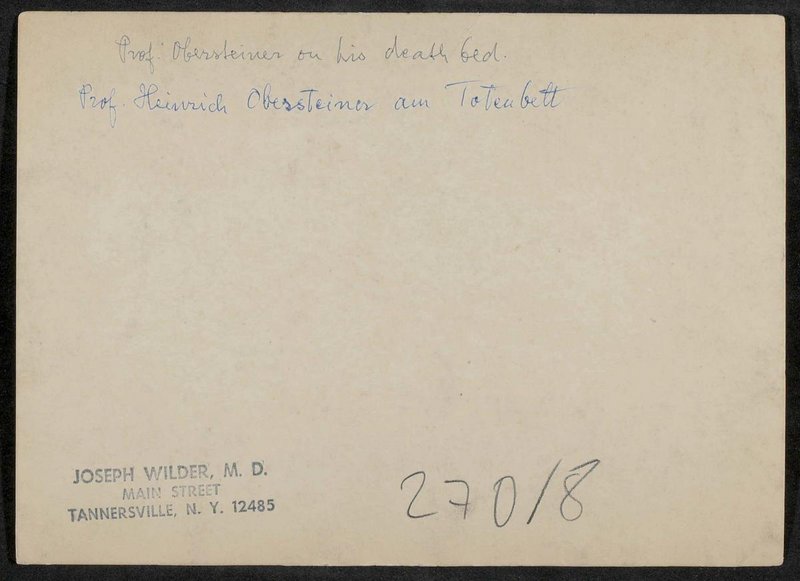 Prof. Obersteiner on his death bed.
Prof. Heinrich Obersteiner am Totenbett
JOSEPH WILDER, M. D.
MAIN STREET
TANNERSVILLE, N. Y. 12485
270/8